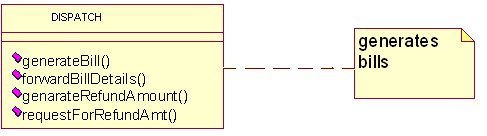 DISPATCH
generateBill()
forwardBillDetails()
genarateRefundAmount()
requestForRefundAmt()
generates
bills